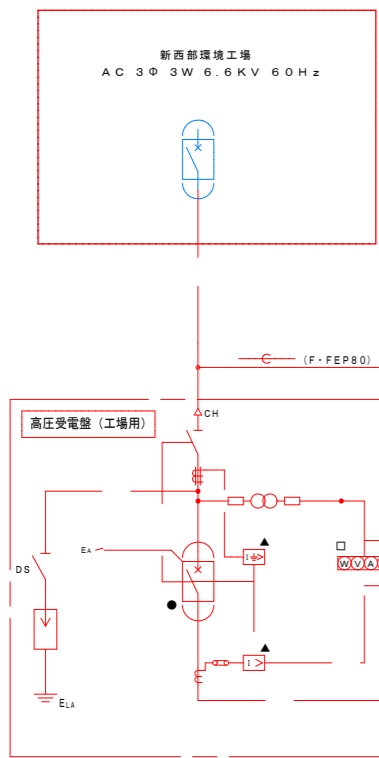 新西部環境工場
AC 3Φ 3W 6.6KV 60Hz
(F・FEP80)
CH
高圧受電盤(工場用)
EA
I⏚>
DS
W V A
I >
ELA